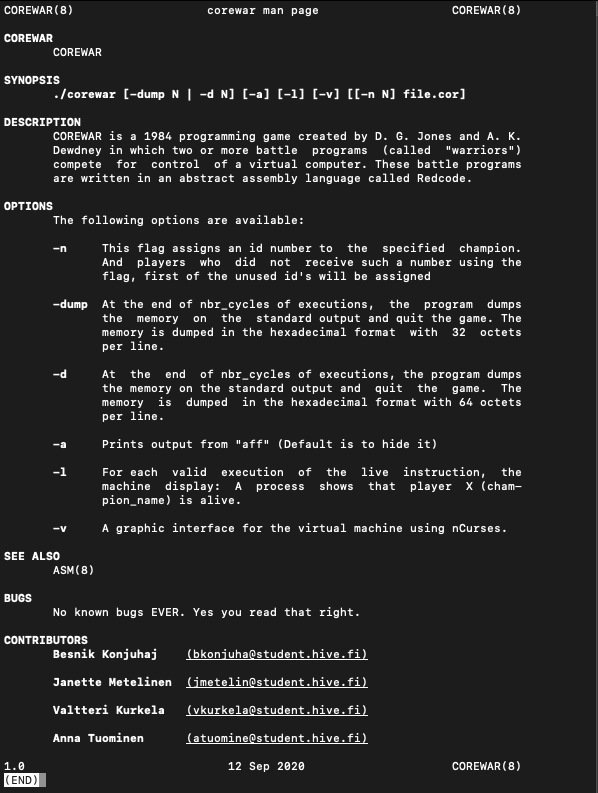 COREWAR(8) corewar man page COREWAR(8)
COREWAR
COREWAR
SYNOPSIS
./corewar [-dump N | -d N] [-a] [-l] [-v] [[-n N] file.cor]
DESCRIPTION
COREWAR is a 1984 programming game created by D. G. Jones and A. K.
Dewdney in which two or more battle programs (called "warriors")
compete for control of a virtual computer. These battle programs
are written in an abstract assembly language called Redcode.
OPTIONS
The following options are available:
-n This flag assigns an id number to the specified champion.
And players who did not receive such a number using the
flag, first of the unused id's will be assigned
-dump At the end of nbr_cycles of executions, the program dumps
the memory on the standard output and quit the game. The
memory is dumped in the hexadecimal format with 32 octets
per line.
-d At the end of nbr_cycles of executions, the program dumps
the memory on the standard output and quit the game. The
memory is dumped in the hexadecimal format with 64 octets
per line.
-a Prints output from "aff" (Default is to hide it)
-l For each valid execution of the live instruction, the
machine display: A process shows that player X (cham-
pion_name) is alive.
-v A graphic interface for the virtual machine using nCurses.
SEE ALSO
ASM(8)
BUGS
No known bugs EVER. Yes you read that right.
CONTRIBUTORS
Besnik Konjuhaj (bkonjuha@student.hive.fi)
Janette Metelinen (jmetelin@student.hive.fi)
Valtteri Kurkela (vkurkela@student.hive.fi)
Anna Tuominen (atuomine@student.hive.fi)
1.0 12 Sep 2020 COREWAR(8)
(END)